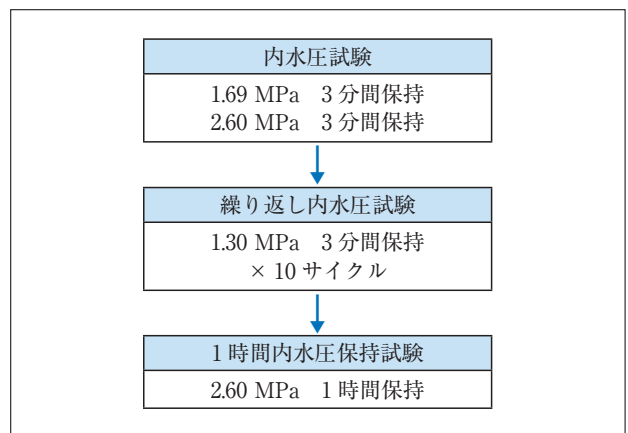 内水圧試験
1.69 MPa　3 分間保持
2.60 MPa　3 分間保持
繰り返し内水圧試験
1.30 MPa　3 分間保持
× 10 サイクル
1 時間内水圧保持試験
2.60 MPa　1 時間保持